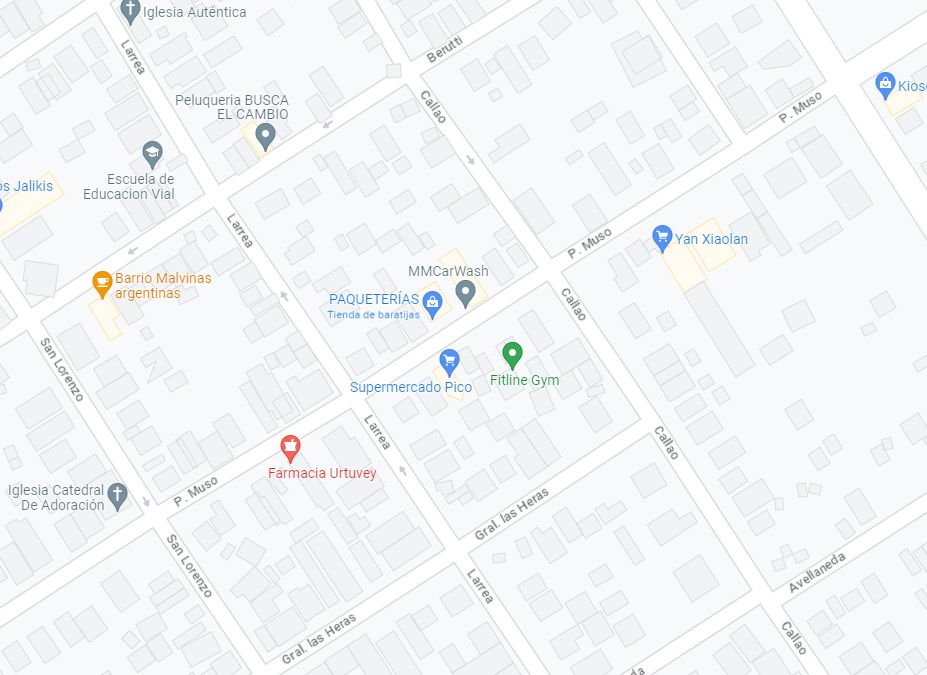 Iglesia Auténtica
Larrea
Berutti
Peluqueria BUSCA
EL CAMBIO
Callao
P. Muso
Escuela de
Educacion Vial
Jalikis
Larrea
P. Muso
Yan Xiaolan
Barrio Malvinas
argentinas
MMCarWash
PAQUETERÍAS
Tienda de baratijas
Callao
San Lorenzo
Supermercado Pico
Fitline Gym
Larrea
Callao
Farmacia Urtuvey
P. Muso
Iglesia Catedral
De Adoración
Gral. las Heras
San Lorenzo
Larrea
Avellaneda
Gral. las Heras
Callao